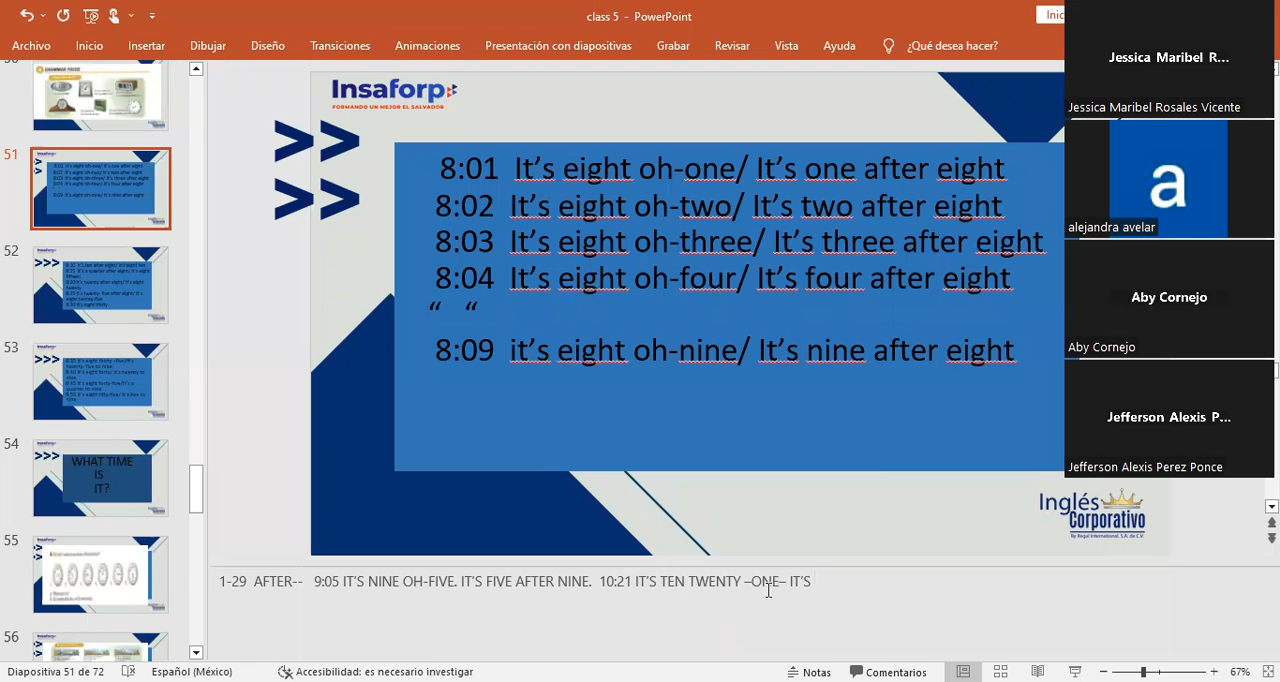 class 5 - PowerPoint
Inic
Archivo Inicio Insertar Dibujar Diseño Transiciones Animaciones Presentación con diapositivas Grabar Revisar Vista Ayuda ¿Qué desea hacer?
51
52
53
54
WHAT TIME
IS
IT?
55
56
Insaforp
FORMANDO UN MEJOR EL SALVADOR
>>
>>
8:01 It's eight oh-one/ It's one after eight
8:02 It's eight oh-two/ It's two after eight
8:03 It's eight oh-three/ It's three after eight
8:04 It's eight oh-four/ It's four after eight
“ “
8:09 it's eight oh-nine/ It's nine after eight
Inglés
Corporativo
By Regal International, S.A. de C.V.
1-29 AFTER-- 9:05 IT'S NINE OH-FIVE. IT'S FIVE AFTER NINE. 10:21 IT'S TEN TWENTY –ONE– IT'S
Jessica Maribel R...
Jessica Maribel Rosales Vicente
a
alejandra avelar
Aby Cornejo
Aby Cornejo
Jefferson Alexis P...
Jefferson Alexis Perez Ponce
Diapositiva 51 de 72 Español (México) Accesibilidad: es necesario investigar Notas Comentarios 67%